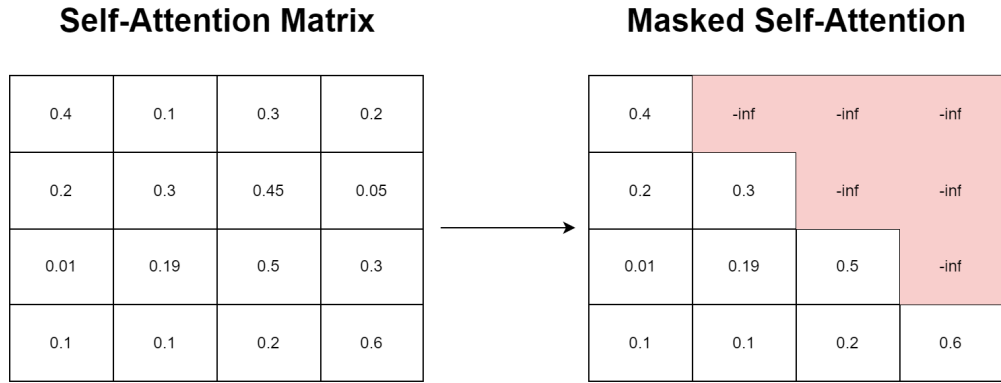 Self-Attention Matrix
0.4 0.1 0.3 0.2
0.2 0.3 0.45 0.05
0.01 0.19 0.5 0.3
0.1 0.1 0.2 0.6
Masked Self-Attention
0.4 -inf -inf -inf
0.2 0.3 -inf -inf
0.01 0.19 0.5 -inf
0.1 0.1 0.2 0.6